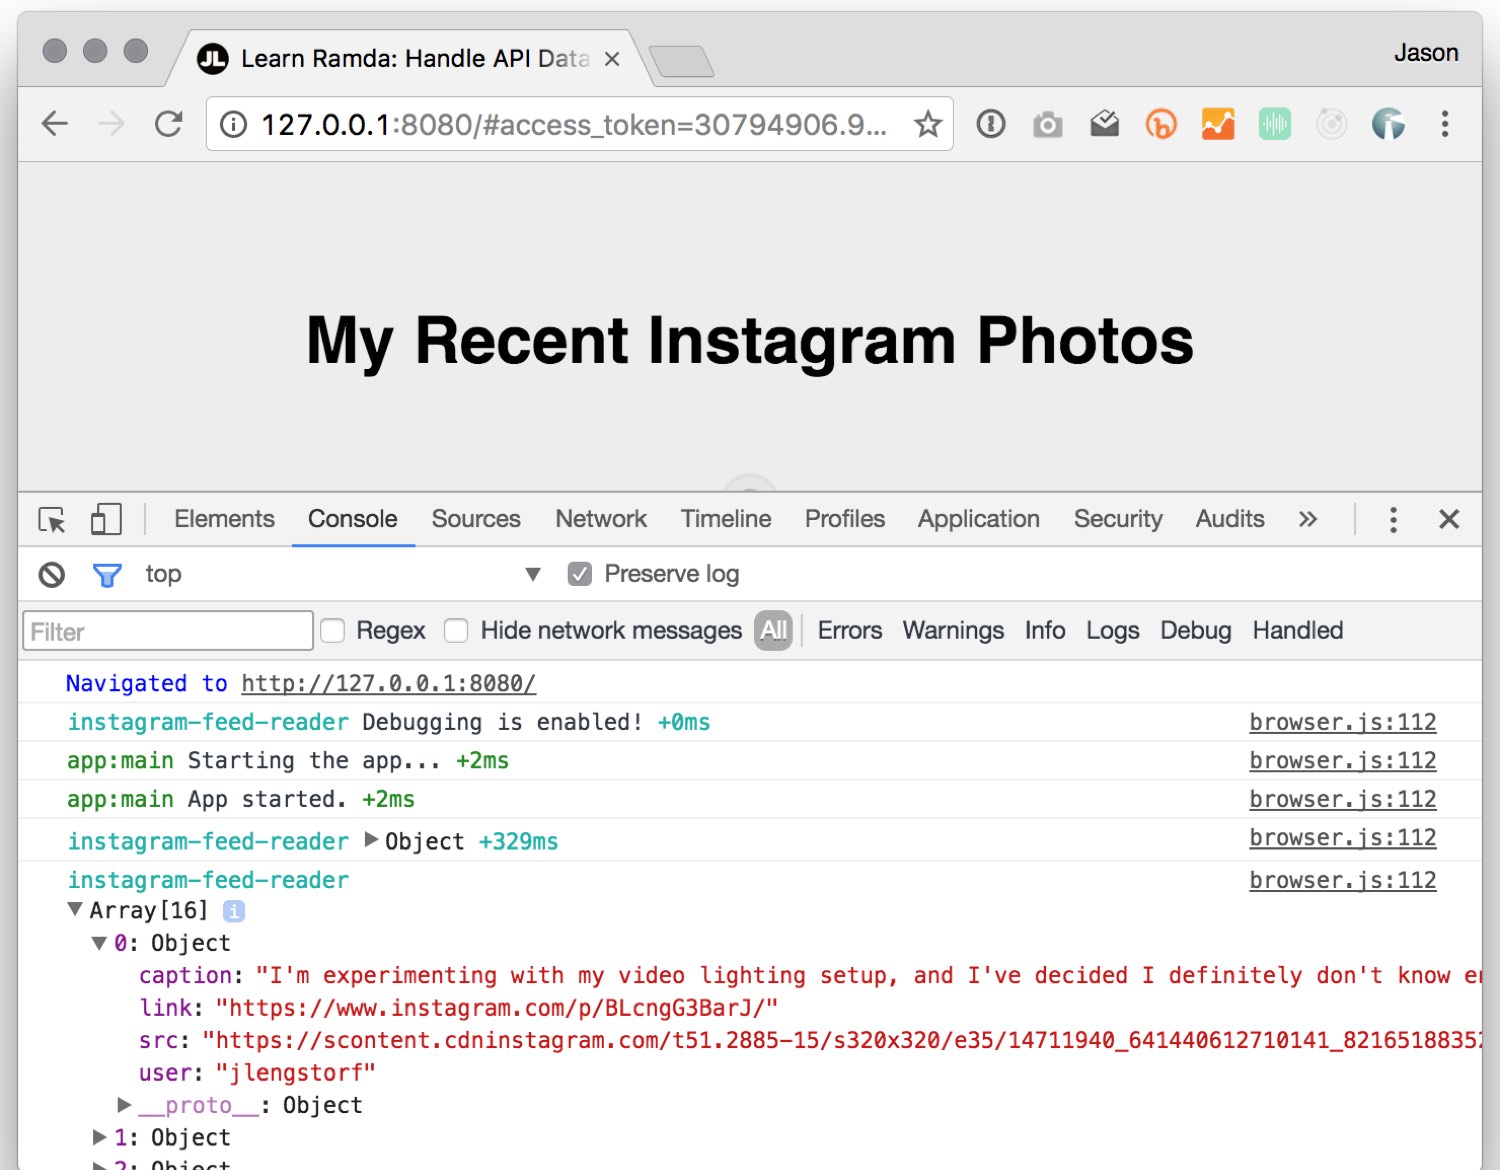 JL Learn Ramda: Handle API Data
Jason
127.0.0.1:8080/#access_token=30794906.9...
My Recent Instagram Photos
Elements Console Sources Network Timeline Profiles Application Security Audits »
top Preserve log
Filter Regex Hide network messages All Errors Warnings Info Logs Debug Handled
Navigated to http://127.0.0.1:8080/
instagram-feed-reader Debugging is enabled! +0ms browser.js:112
app:main Starting the app... +2ms browser.js:112
app:main App started. +2ms browser.js:112
instagram-feed-reader Object +329ms browser.js:112
instagram-feed-reader browser.js:112
Array[16] i
0: Object
caption: "I'm experimenting with my video lighting setup, and I've decided I definitely don't know
link: "https://www.instagram.com/p/BLcngG3BarJ/"
src: "https://scontent.cdninstagram.com/t51.2885-15/s320x320/e35/14711940_641440612710141_82165188352
user: "jlengstorf"
__proto__: Object
1: Object
2: Object